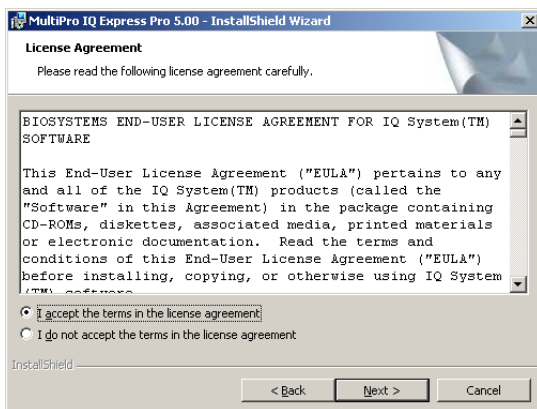 MultiPro IQ Express Pro 5.00 - InstallShield Wizard
License Agreement
Please read the following license agreement carefully.
BIOSYSTEMS END-USER LICENSE AGREEMENT FOR IQ System(TM)
SOFTWARE
This End-User License Agreement ("EULA") pertains to any
and all of the IQ System(TM) products (called the
"Software" in this Agreement) in the package containing
CD-ROMs, diskettes, associated media, printed materials
or electronic documentation.  Read the terms and
conditions of this End-User License Agreement ("EULA")
before installing, copying, or otherwise using IQ System
(TM) software
I accept the terms in the license agreement
I do not accept the terms in the license agreement
InstallShield
< Back
Next >
Cancel